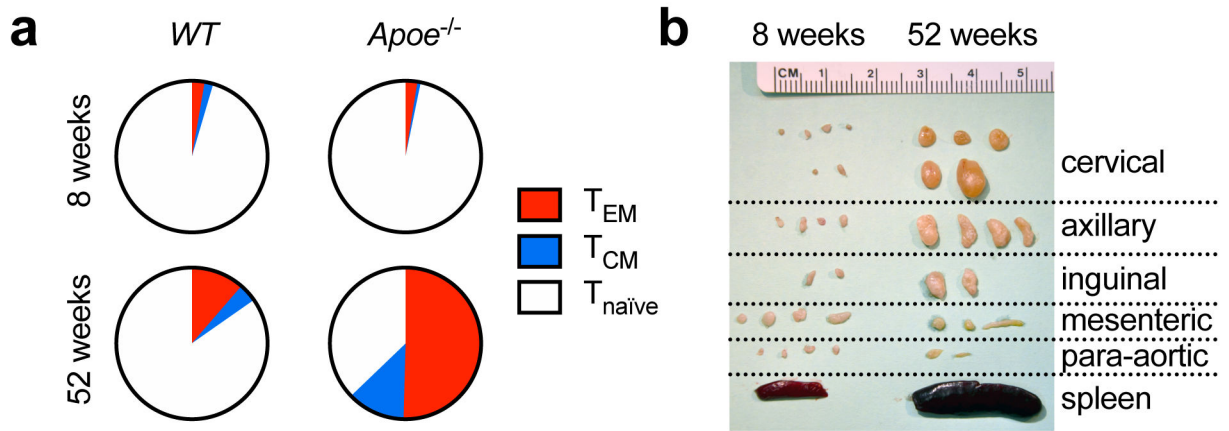 a
WT
Apoe-/-
8 weeks
52 weeks
TEM
TCM
Tnaïve
b
8 weeks
52 weeks
CM 1 2 3 4 5
cervical
axillary
inguinal
mesenteric
para-aortic
spleen